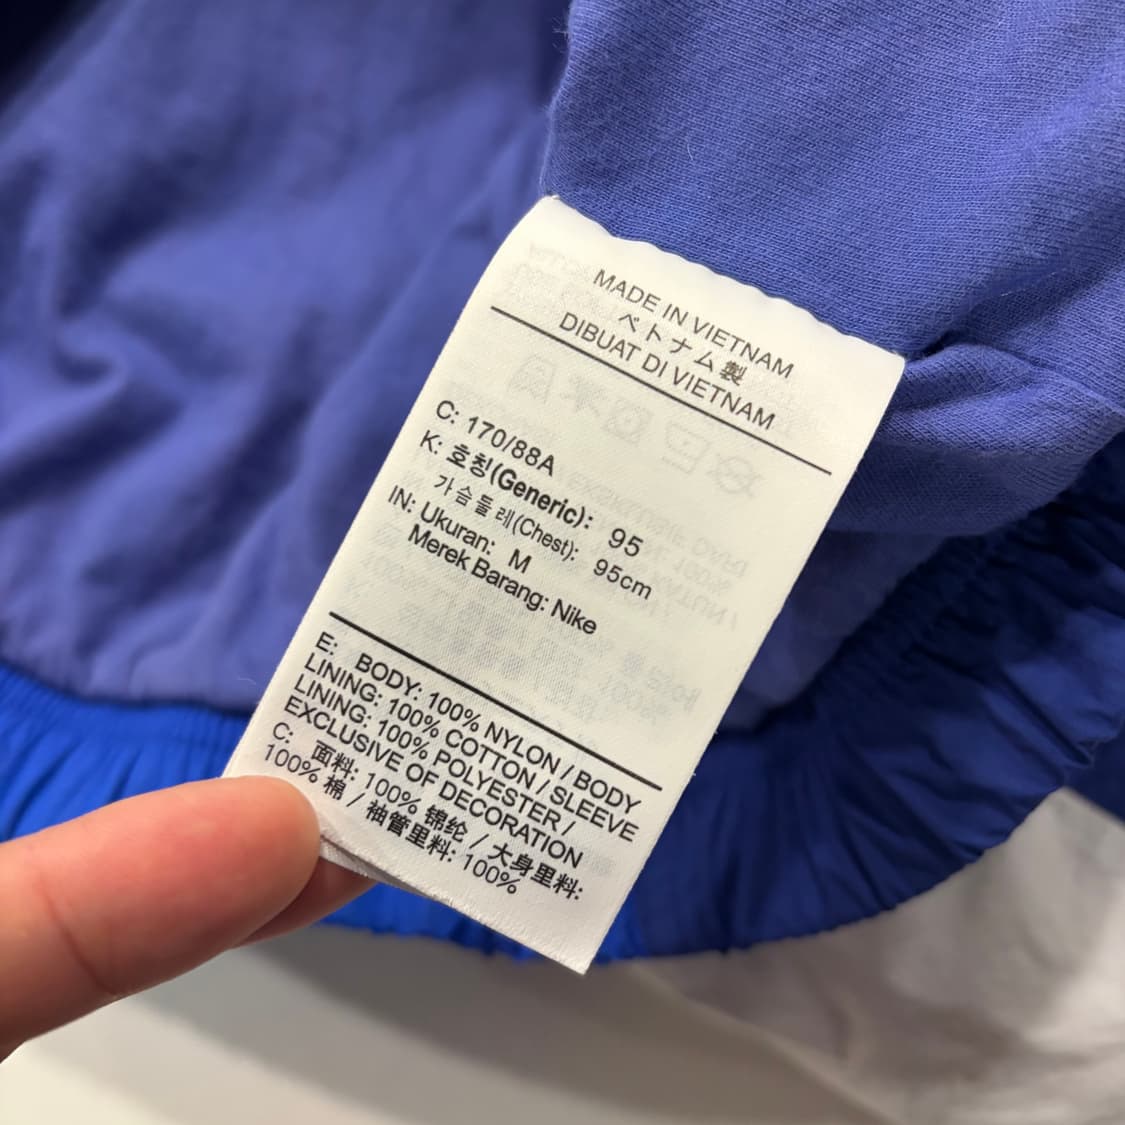 MADE IN VIETNAM
ベトナム製
DIBUAT DI VIETNAM
C: 170/88A
K: 호칭(Generic): 95
가슴둘레(Chest): 95cm
IN: Ukuran: M
Merek Barang: Nike
E: BODY: 100% NYLON / BODY
LINING: 100% COTTON / SLEEVE
LINING: 100% POLYESTER /
EXCLUSIVE OF DECORATION
C: 面料: 100% 锦纶 / 大身里料:
100% 棉 / 袖管里料: 100%